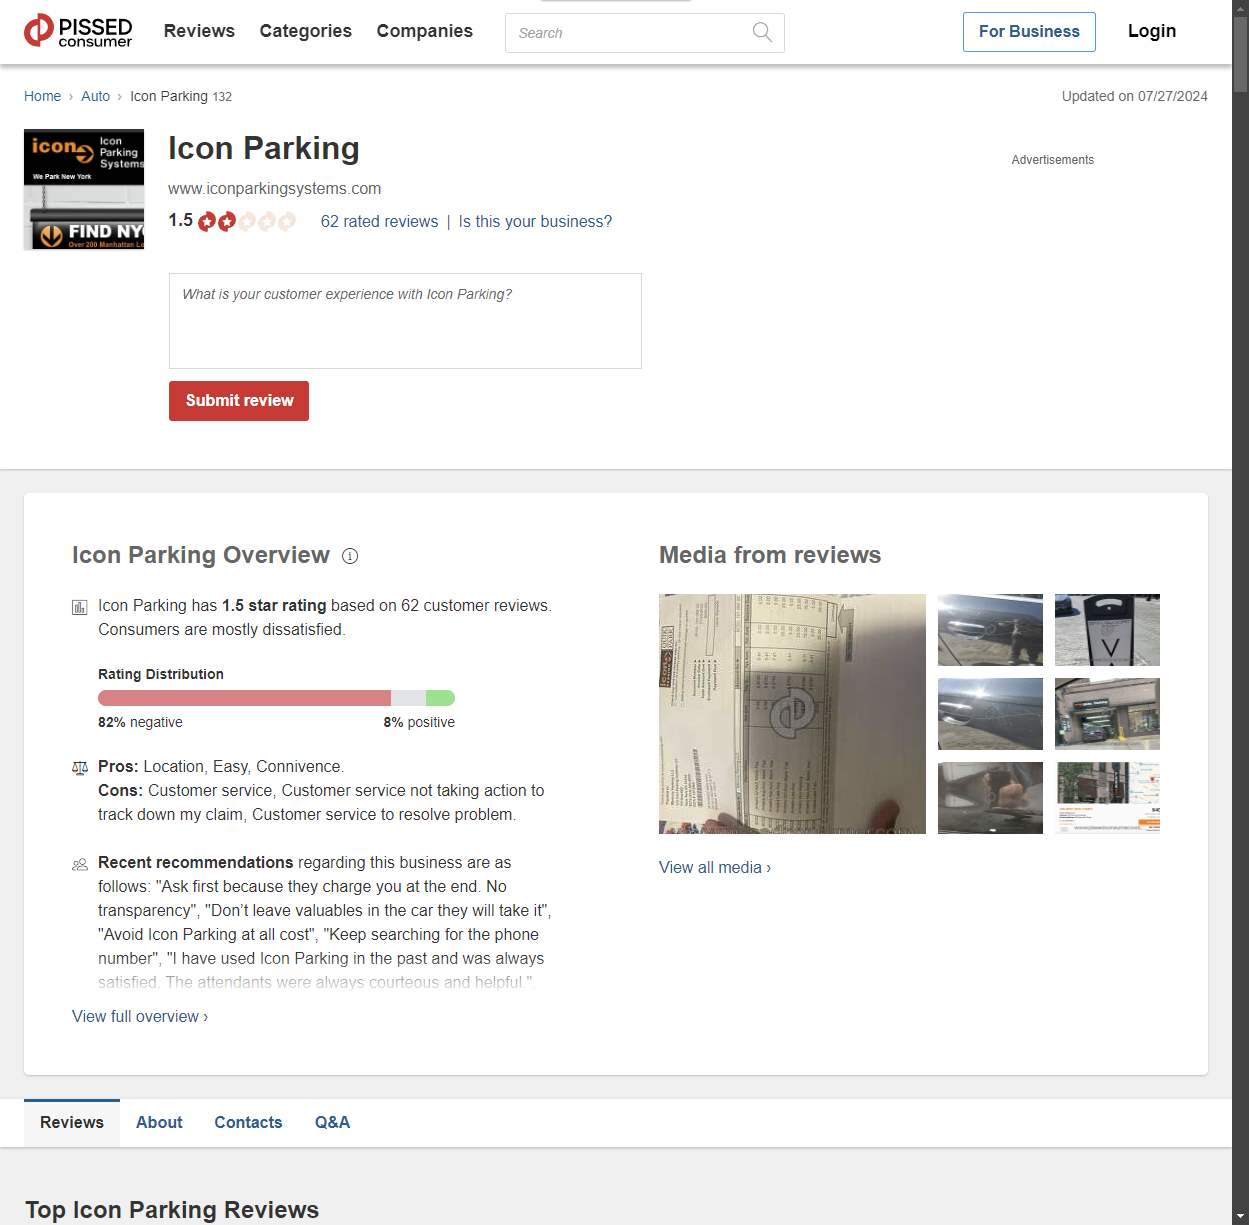 PISSED
consumer
Reviews
Categories
Companies
Search
For Business
Login
Home › Auto › Icon Parking 132
Updated on 07/27/2024
icon
Icon
Parking
Systems
We Park New York
FIND NY
Over 200 Manhattan Lo
Icon Parking
www.iconparkingsystems.com
1.5
62 rated reviews | Is this your business?
Advertisements
What is your customer experience with Icon Parking?
Submit review
Icon Parking Overview
Icon Parking has 1.5 star rating based on 62 customer reviews.
Consumers are mostly dissatisfied.
Rating Distribution
82% negative
8% positive
Pros: Location, Easy, Connivence.
Cons: Customer service, Customer service not taking action to
track down my claim, Customer service to resolve problem.
Recent recommendations regarding this business are as
follows: "Ask first because they charge you at the end. No
transparency", "Don’t leave valuables in the car they will take it",
"Avoid Icon Parking at all cost", "Keep searching for the phone
number", "I have used Icon Parking in the past and was always
satisfied. The attendants were always courteous and helpful.".
View full overview ›
Media from reviews
View all media ›
Reviews
About
Contacts
Q&A
Top Icon Parking Reviews